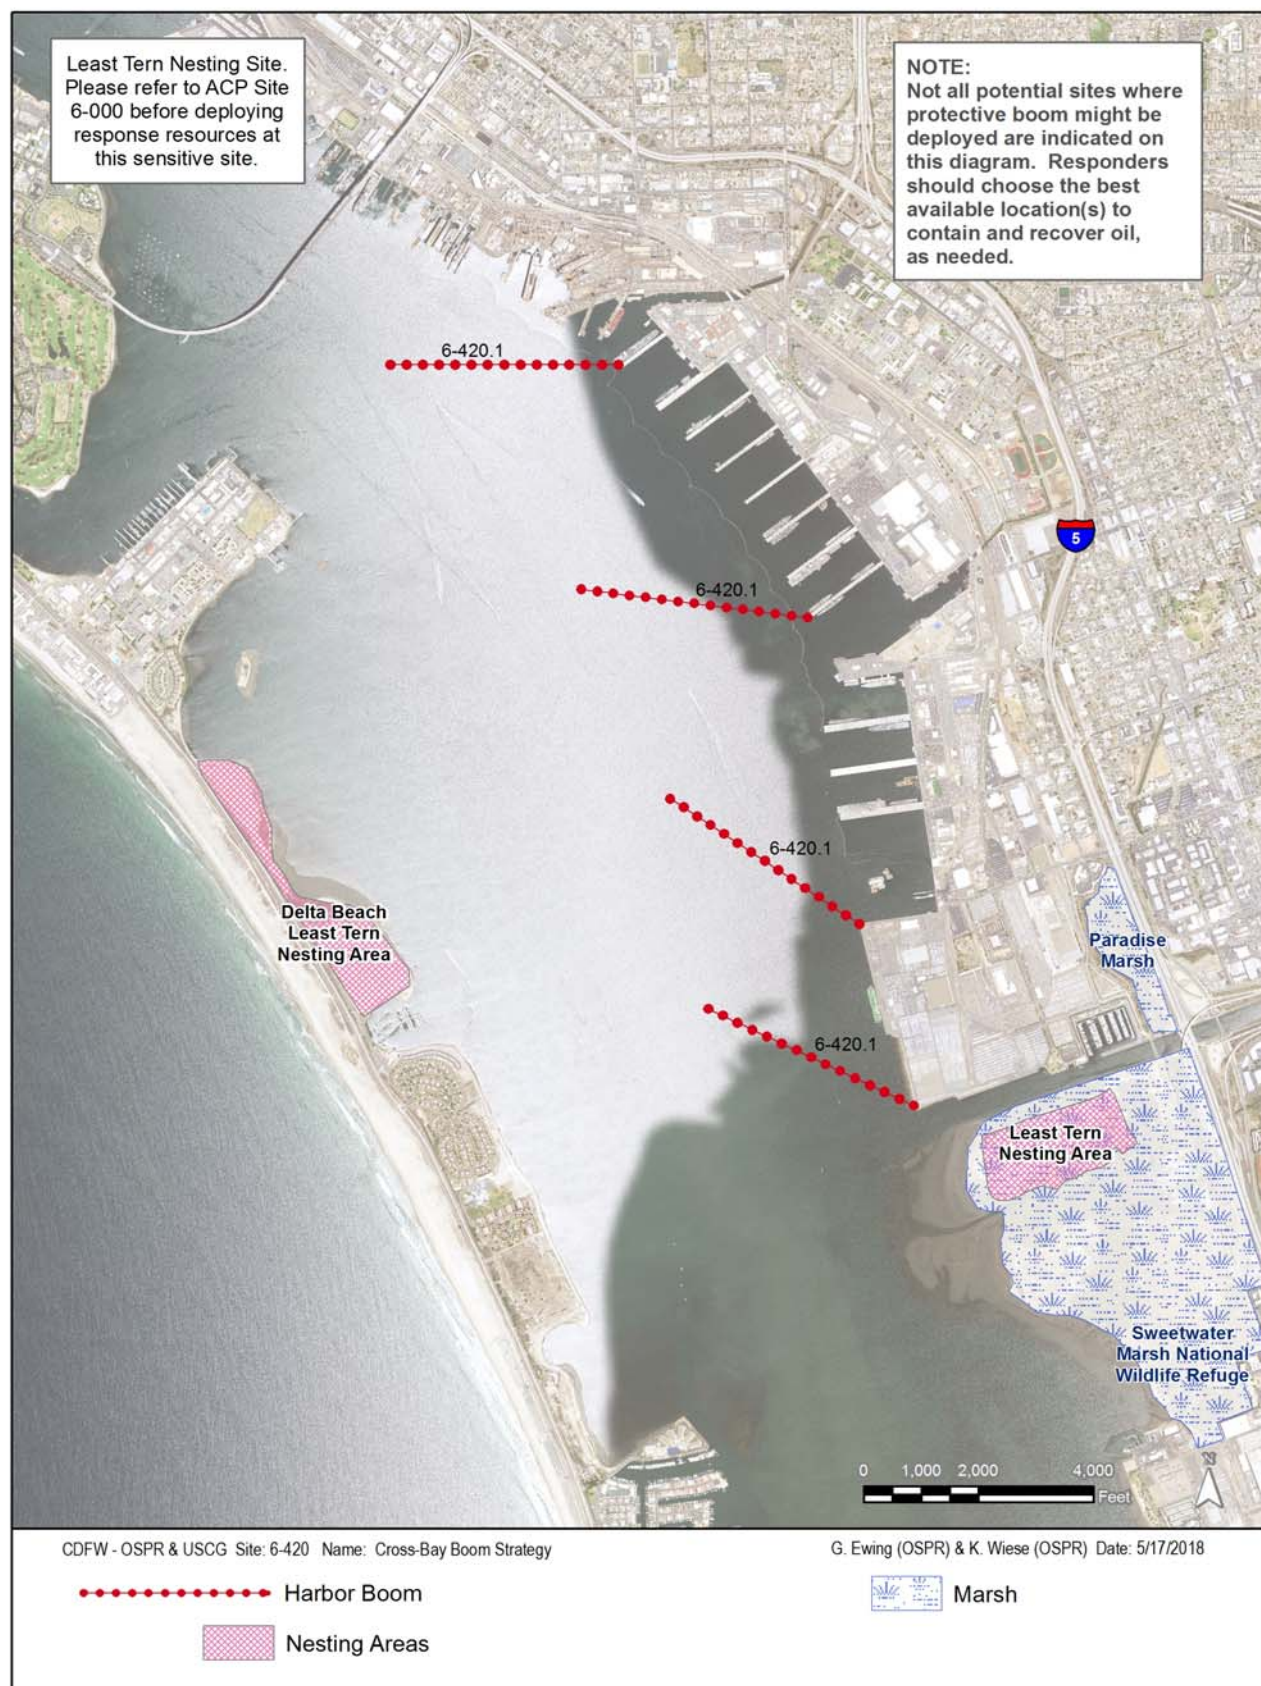 Least Tern Nesting Site.
Please refer to ACP Site
6-000 before deploying
response resources at
this sensitive site.
NOTE:
Not all potential sites where
protective boom might be
deployed are indicated on
this diagram. Responders
should choose the best
available location(s) to
contain and recover oil,
as needed.
6-420.1
5
6-420.1
6-420.1
Delta Beach
Least Tern
Nesting Area
Paradise
Marsh
6-420.1
Least Tern
Nesting Area
Sweetwater
Marsh National
Wildlife Refuge
0 1,000 2,000 4,000
Feet
N
CDFW - OSPR & USCG Site: 6-420 Name: Cross-Bay Boom Strategy
G. Ewing (OSPR) & K. Wiese (OSPR) Date: 5/17/2018
Harbor Boom
Marsh
Nesting Areas